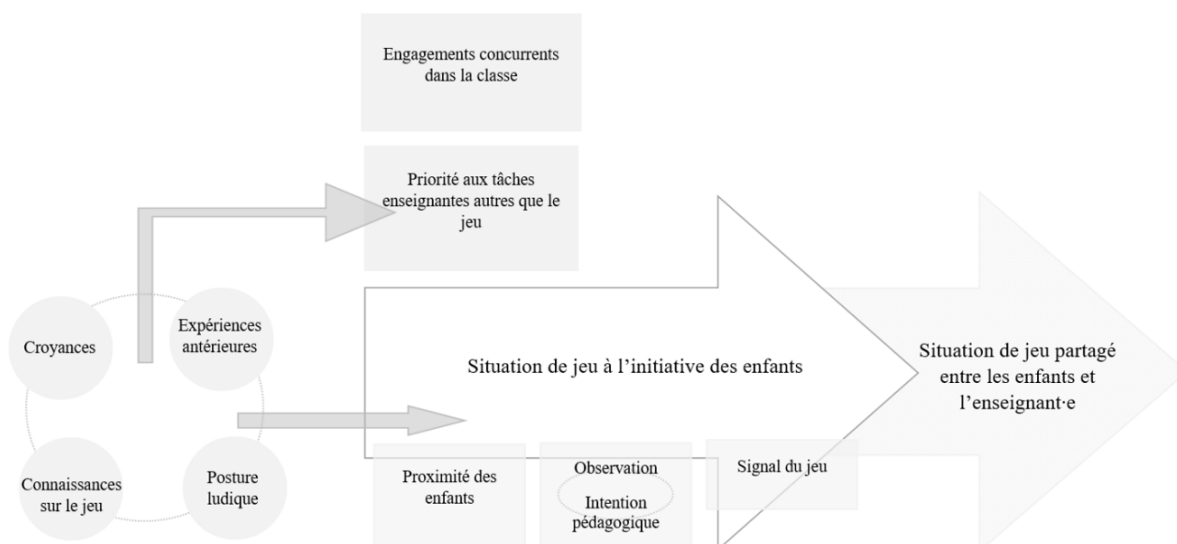 Engagements concurrents
dans la classe
Priorité aux tâches
enseignantes autres que le
jeu
Croyances
Expériences
antérieures
Connaissances
sur le jeu
Posture
ludique
Situation de jeu à l’initiative des enfants
Proximité des
enfants
Observation
Intention
pédagogique
Signal du jeu
Situation de jeu partagé
entre les enfants et
l’enseignant·e